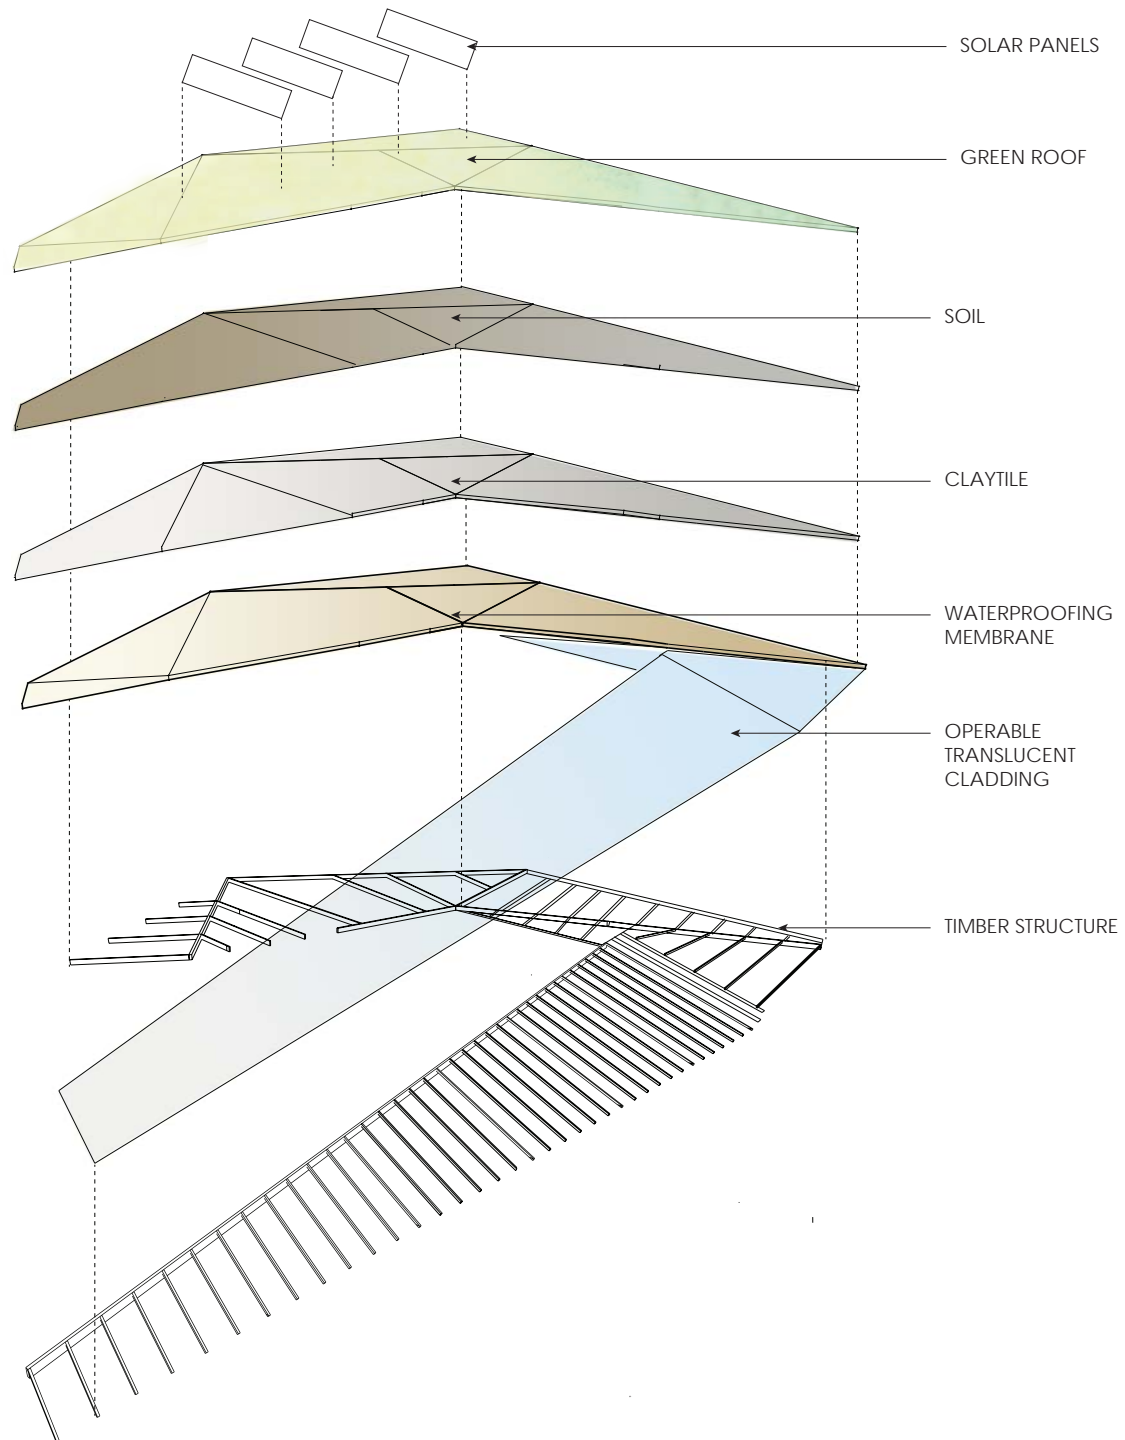 SOLAR PANELS
GREEN ROOF
SOIL
CLAYTILE
WATERPROOFING
MEMBRANE
OPERABLE
TRANSLUCENT
CLADDING
TIMBER STRUCTURE